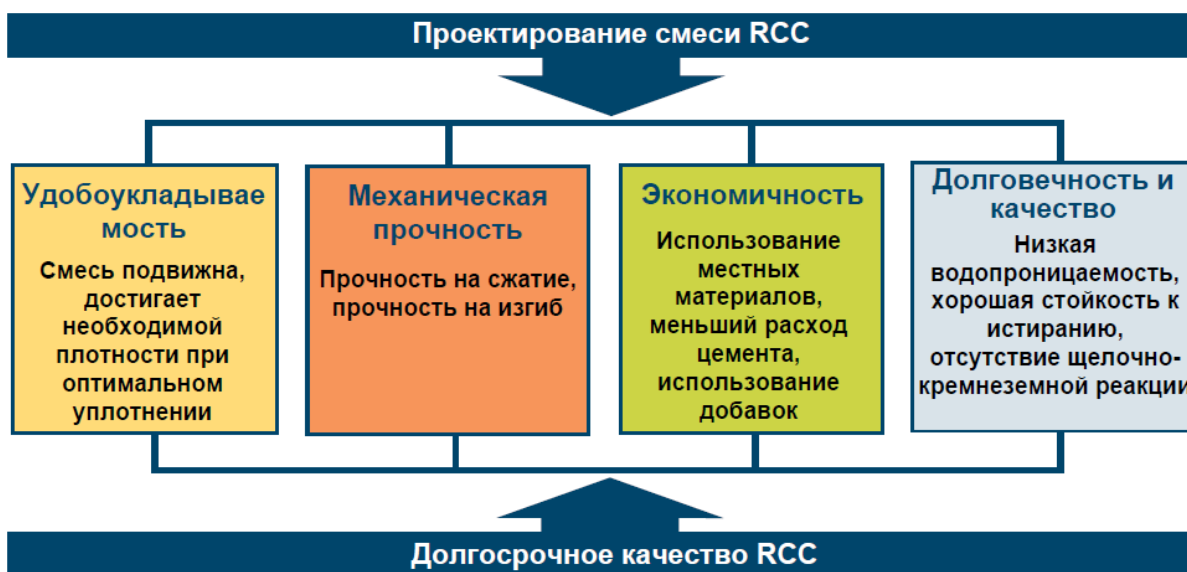 Проектирование смеси RCC
Удобоукладывае
мость
Смесь подвижна,
достигает
необходимой
плотности при
оптимальном
уплотнении
Механическая
прочность
Прочность на сжатие,
прочность на изгиб
Экономичность
Использование
местных
материалов,
меньший расход
цемента,
использование
добавок
Долговечность и
качество
Низкая
водопроницаемость,
хорошая стойкость к
истиранию,
отсутствие щелочно-
кремнеземной реакции
Долгосрочное качество RCC